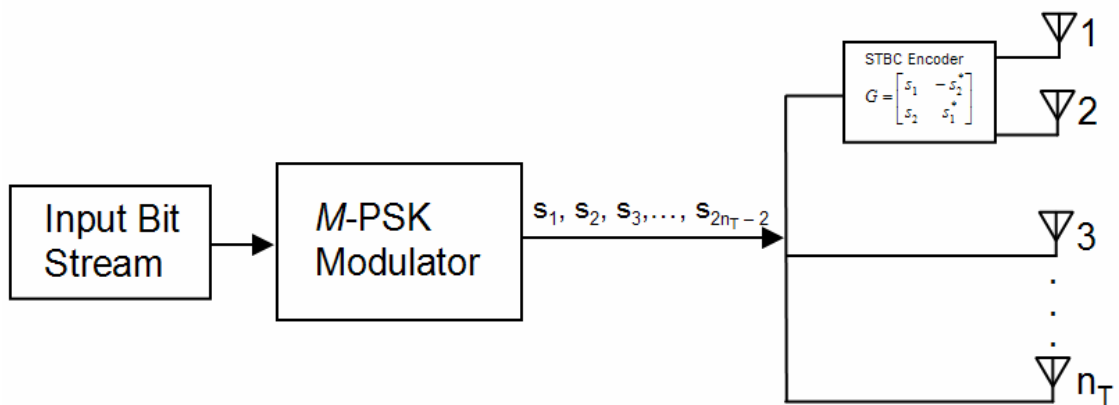 Input Bit
Stream
M-PSK
Modulator
s₁, s₂, s₃,..., s₂ₙT₋₂
STBC Encoder
G = [ s₁ −s₂* ; s₂ s₁* ]
1
2
3
.
.
.
n_T